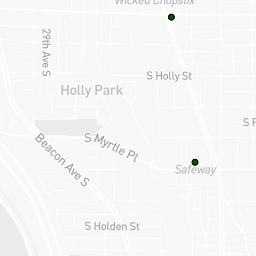 Wicked Chopstix
29th Ave S
S Holly St
Holly Park
S Myrtle Pl
Beacon Ave S
Safeway
S Holden St